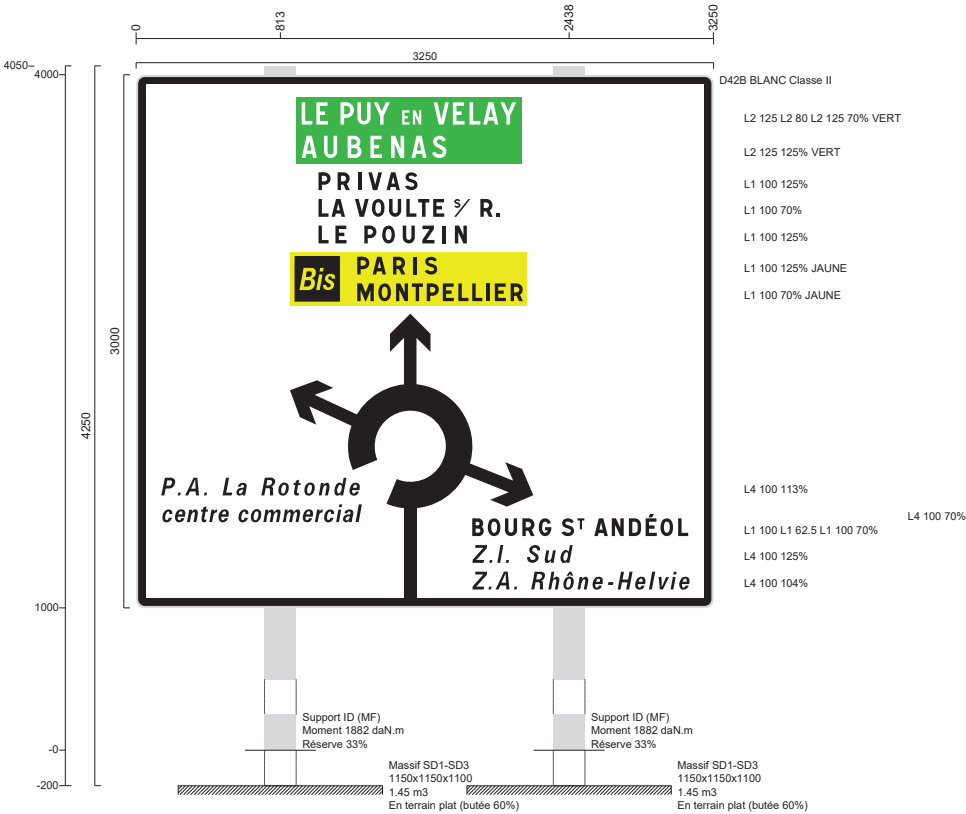 0
813
2438
3250
3250
4050
4000
D42B BLANC Classe II
LE PUY EN VELAY
L2 125 L2 80 L2 125 70% VERT
AUBENAS
L2 125 125% VERT
PRIVAS
L1 100 125%
LA VOULTE S/ R.
L1 100 70%
LE POUZIN
L1 100 125%
Bis
PARIS
L1 100 125% JAUNE
MONTPELLIER
L1 100 70% JAUNE
3000
4250
P.A. La Rotonde
L4 100 113%
centre commercial
L4 100 70%
BOURG ST ANDÉOL
L1 100 L1 62.5 L1 100 70%
Z.I. Sud
L4 100 125%
Z.A. Rhône-Helvie
L4 100 104%
1000
Support ID (MF)
Moment 1882 daN.m
Réserve 33%
Support ID (MF)
Moment 1882 daN.m
Réserve 33%
-0
-200
Massif SD1-SD3
1150x1150x1100
1.45 m3
En terrain plat (butée 60%)
Massif SD1-SD3
1150x1150x1100
1.45 m3
En terrain plat (butée 60%)